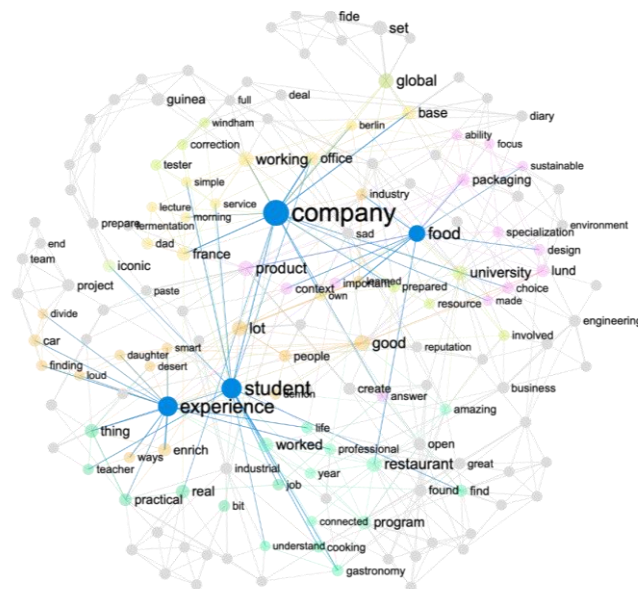 fide
set
global
guinea
full
deal
base
diary
windham
berlin
ability
correction
focus
working
office
tester
sustainable
packaging
simple
industry
service
lecture
morning
company
prepare
fermentation
specialization
environment
sad
food
end
dad
france
design
team
iconic
product
university
lund
project
context
important
learned
prepared
choice
paste
own
made
resource
divide
engineering
lot
car
involved
smart
good
daughter
people
reputation
finding
desert
loud
student
create
business
answer
experience
amazing
thing
life
worked
professional
open
ways
enrich
restaurant
great
teacher
industrial
year
job
real
found
find
practical
bit
connected
program
understand
cooking
gastronomy